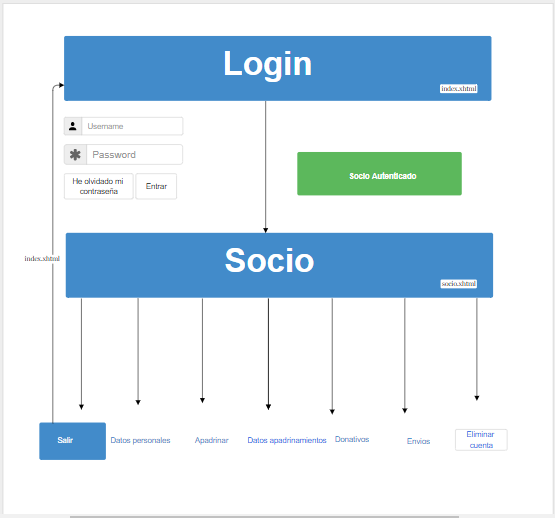 Login
index.xhtml
Username
Password
He olvidado mi
contraseña
Entrar
Socio Autenticado
index.xhtml
Socio
socio.xhtml
Salir
Datos personales
Apadrinar
Datos apadrinamientos
Donativos
Envios
Eliminar
cuenta